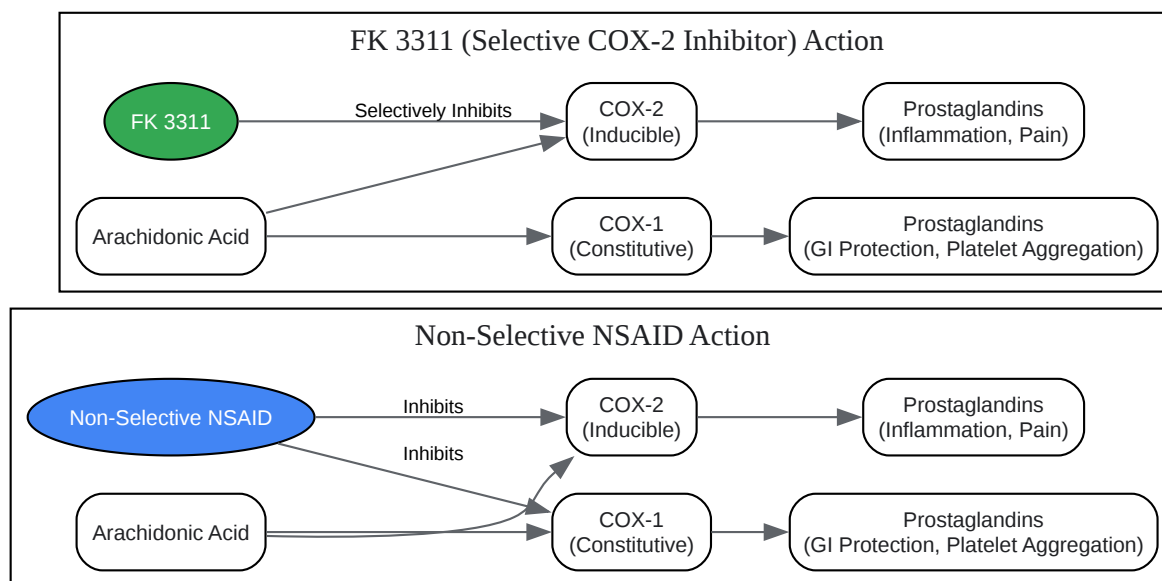 FK 3311 (Selective COX-2 Inhibitor) Action
FK 3311
Selectively Inhibits
COX-2
(Inducible)
Prostaglandins
(Inflammation, Pain)
Arachidonic Acid
COX-1
(Constitutive)
Prostaglandins
(GI Protection, Platelet Aggregation)
Non-Selective NSAID Action
Non-Selective NSAID
Inhibits
COX-2
(Inducible)
Prostaglandins
(Inflammation, Pain)
Inhibits
Arachidonic Acid
COX-1
(Constitutive)
Prostaglandins
(GI Protection, Platelet Aggregation)